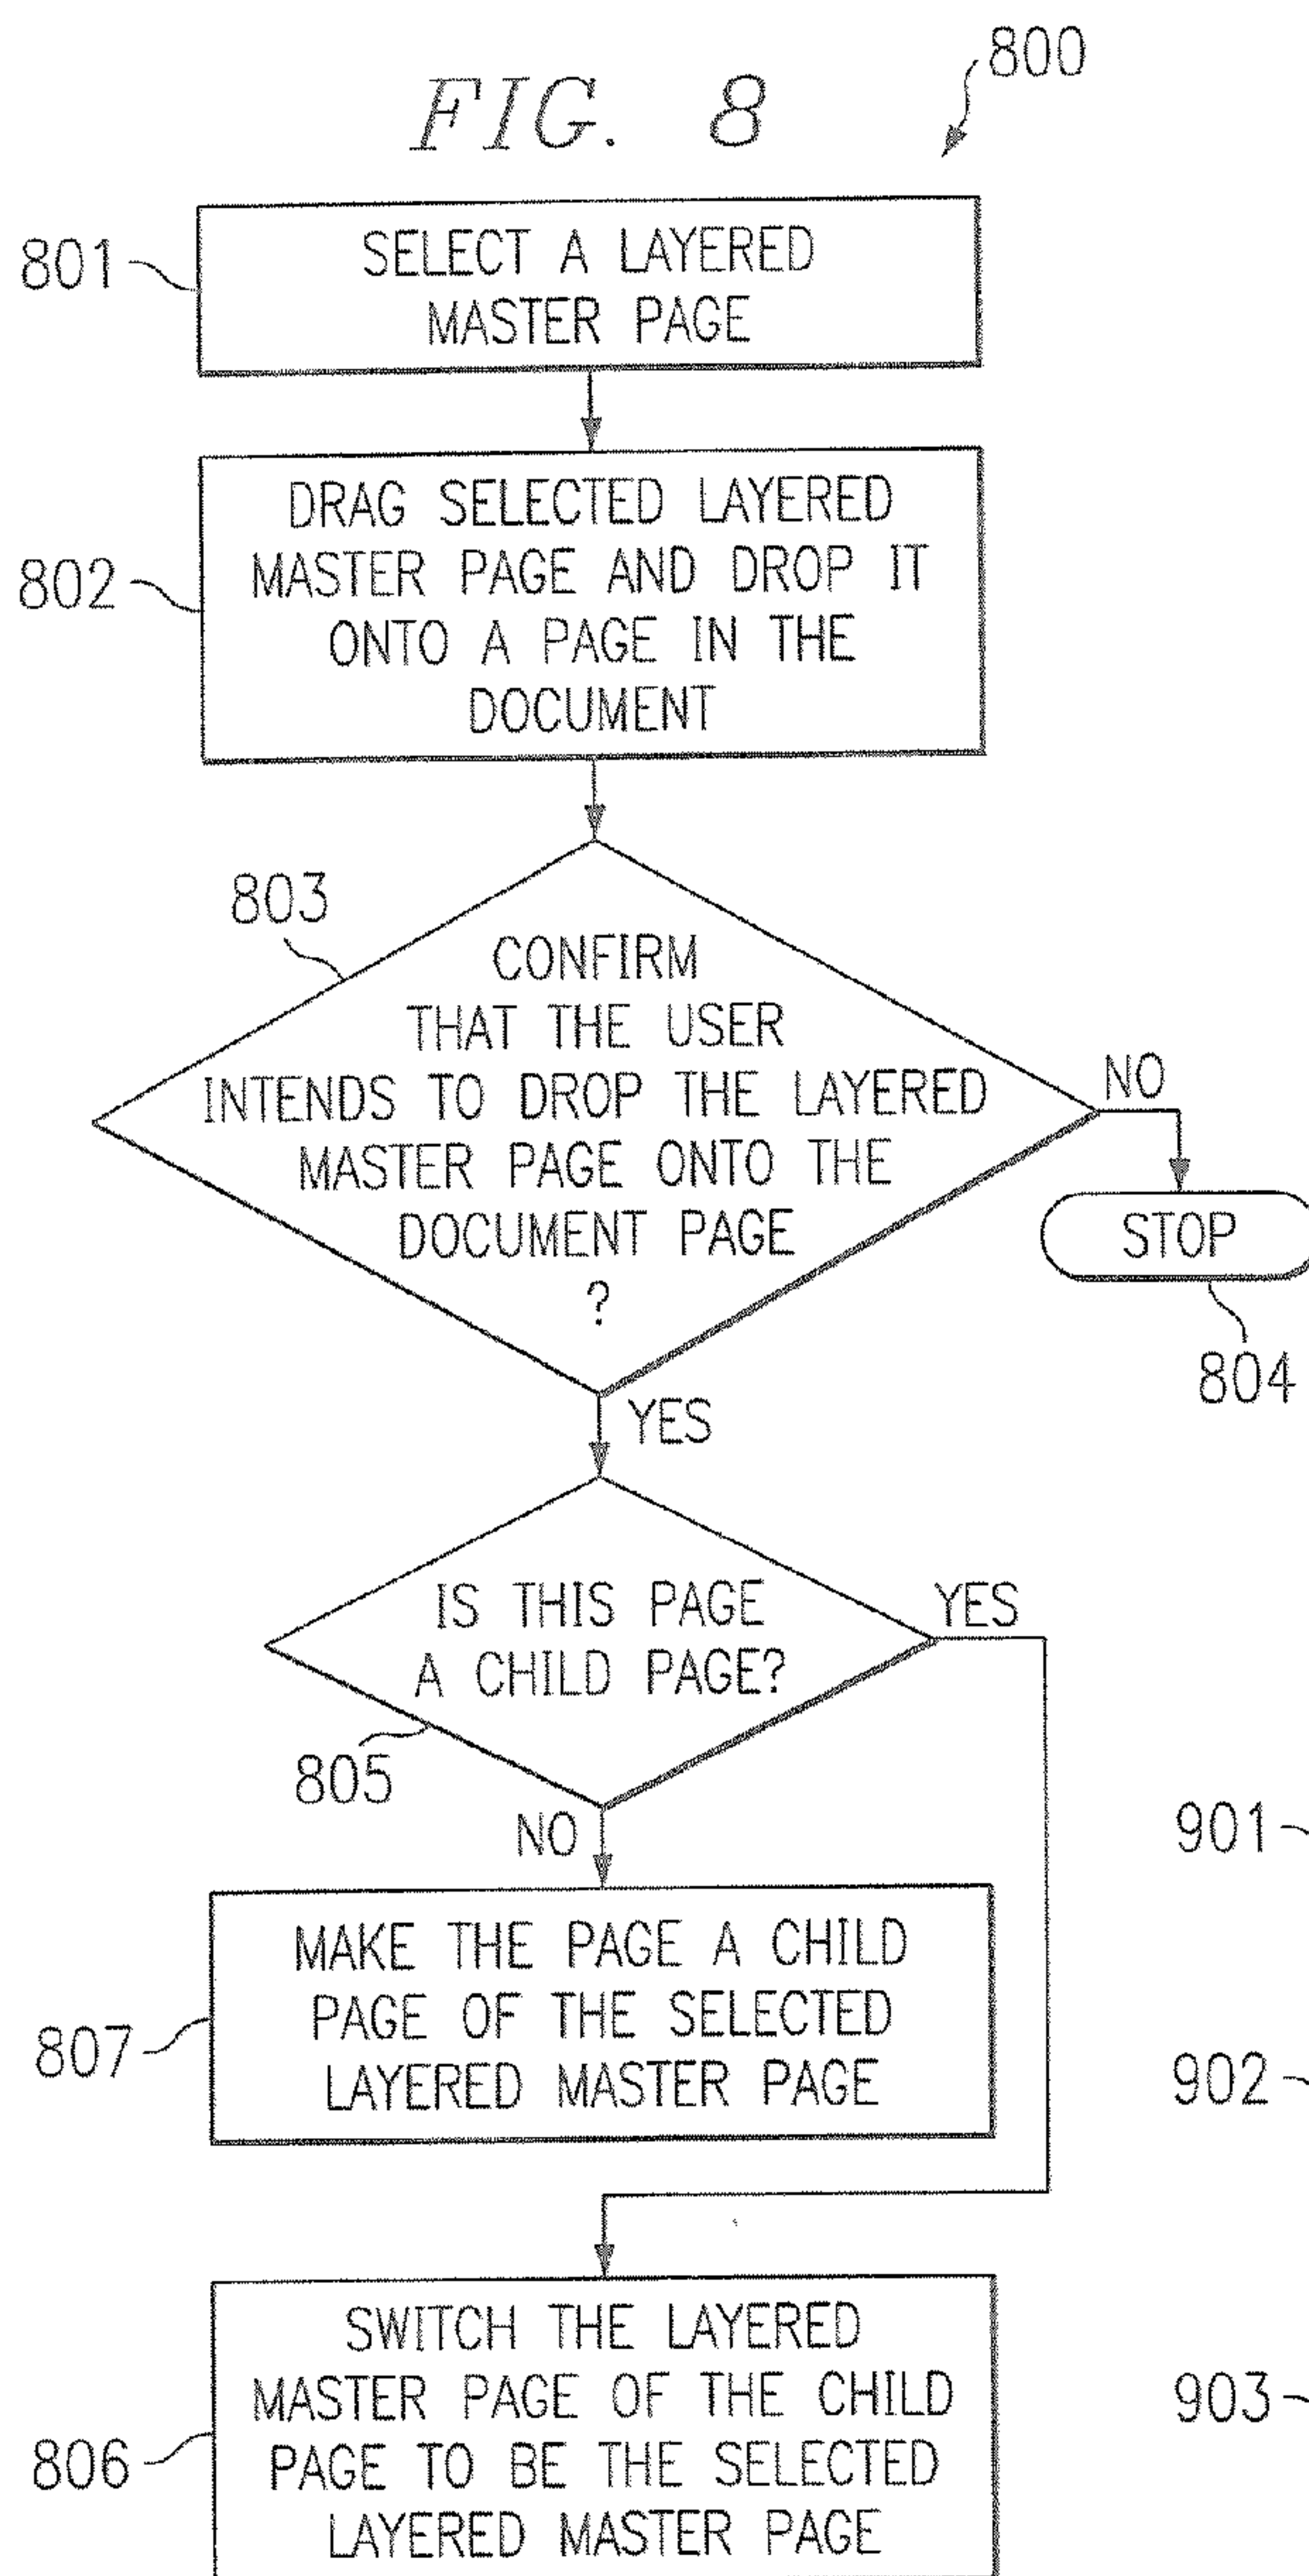 FIG. 8
800
801
SELECT A LAYERED
MASTER PAGE
802
DRAG SELECTED LAYERED
MASTER PAGE AND DROP IT
ONTO A PAGE IN THE
DOCUMENT
803
CONFIRM
THAT THE USER
INTENDS TO DROP THE LAYERED
MASTER PAGE ONTO THE
DOCUMENT PAGE
?
NO
STOP
804
YES
IS THIS PAGE
A CHILD PAGE?
YES
805
NO
901
MAKE THE PAGE A CHILD
PAGE OF THE SELECTED
LAYERED MASTER PAGE
807
902
SWITCH THE LAYERED
MASTER PAGE OF THE CHILD
PAGE TO BE THE SELECTED
LAYERED MASTER PAGE
806
903